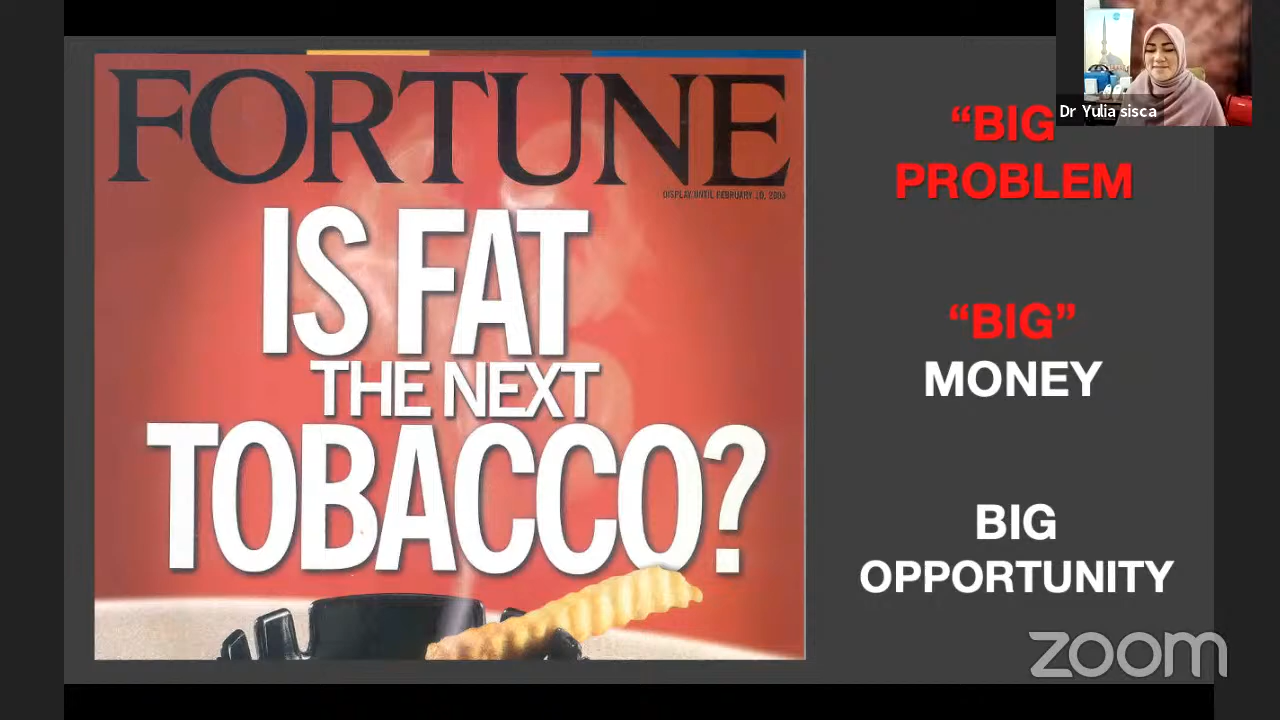 FORTUNE
DISPLAY UNTIL FEBRUARY 10, 2003
IS FAT
THE NEXT
TOBACCO?
“BIG
PROBLEM
“BIG”
MONEY
BIG
OPPORTUNITY
Dr Yulia sisca
zoom